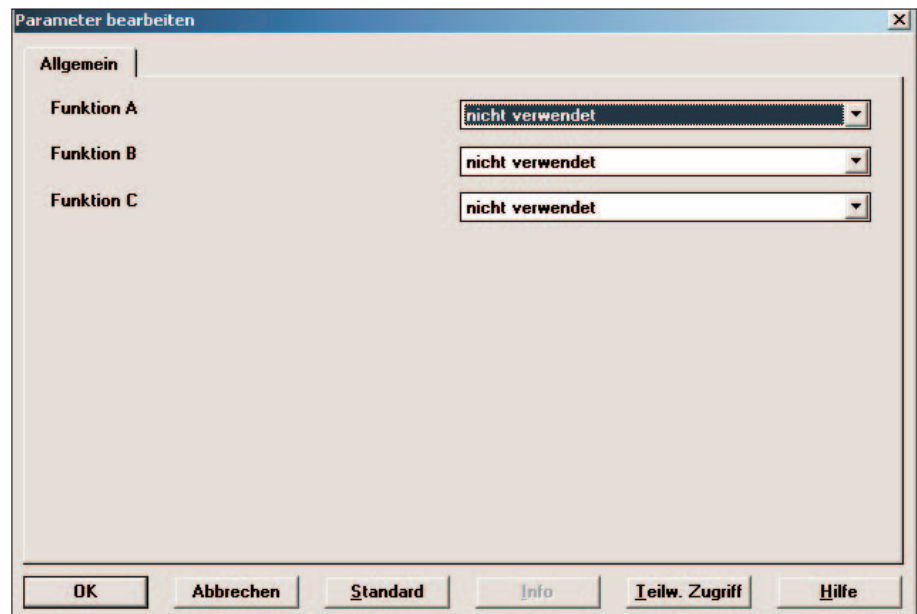 Parameter bearbeiten
Allgemein
Funktion A
nicht verwendet
Funktion B
nicht verwendet
Funktion C
nicht verwendet
OK Abbrechen Standard Info Teilw. Zugriff Hilfe